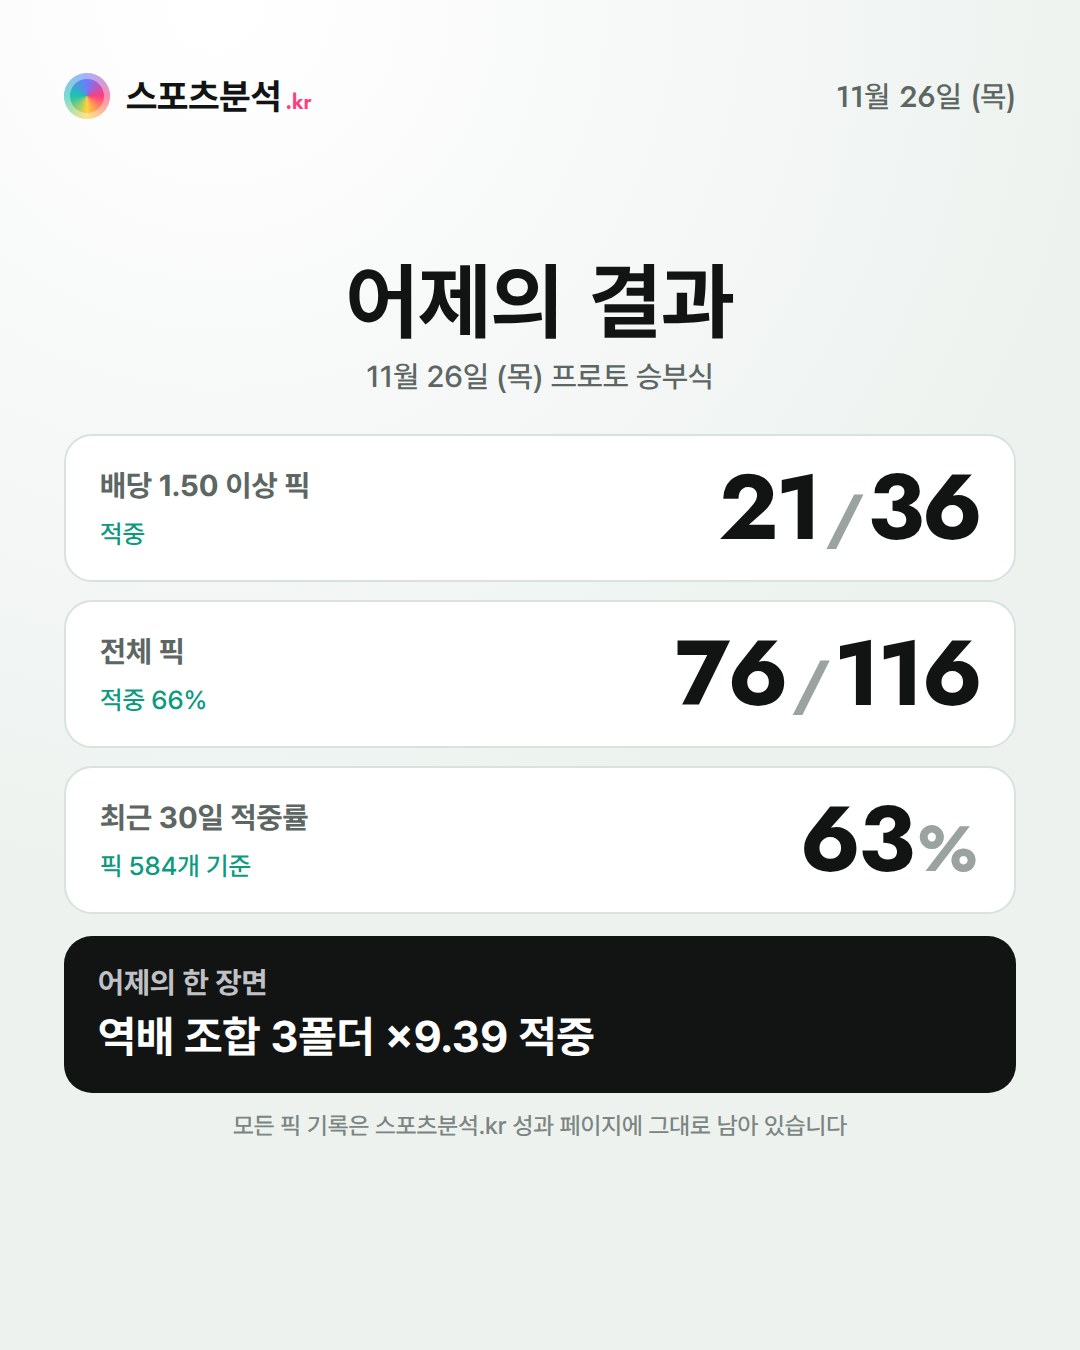 스포츠분석.kr
11월 26일 (목)
어제의 결과
11월 26일 (목) 프로토 승부식
배당 1.50 이상 픽
적중
21/36
전체 픽
적중 66%
76/116
최근 30일 적중률
픽 584개 기준
63%
어제의 한 장면
역배 조합 3폴더 ×9.39 적중
모든 픽 기록은 스포츠분석.kr 성과 페이지에 그대로 남아 있습니다